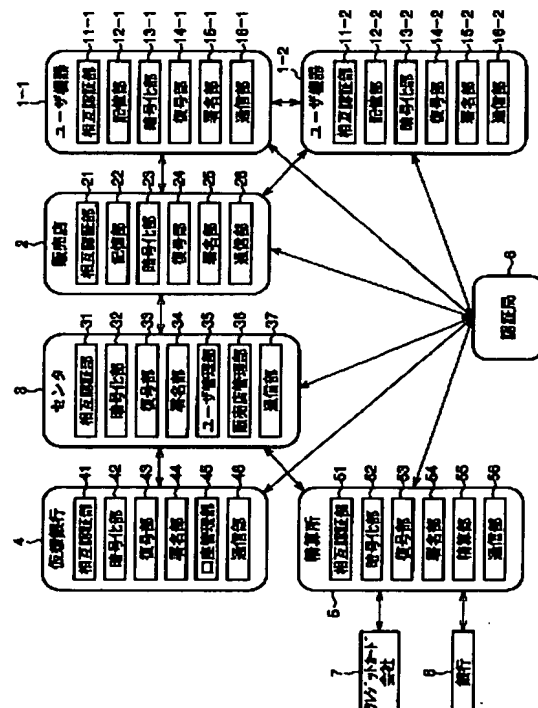 1-1
ユーザ機器
相互認証部 11-1
記憶部 12-1
暗号化部 13-1
復号部 14-1
署名部 15-1
通信部 16-1
1-2
ユーザ機器
相互認証部 11-2
記憶部 12-2
暗号化部 13-2
復号部 14-2
署名部 15-2
通信部 16-2
2
販売店
相互認証部 21
記憶部 22
暗号化部 23
復号部 24
署名部 25
通信部 26
3
センタ
相互認証部 31
暗号化部 32
復号部 33
署名部 34
ユーザ管理部 35
販売店管理部 36
通信部 37
6
認証局
4
仮想銀行
相互認証部 41
暗号化部 42
復号部 43
署名部 44
口座管理部 45
通信部 46
5
精算所
相互認証部 51
暗号化部 52
復号部 53
署名部 54
精算部 55
通信部 56
7
クレジットカード
会社
8
銀行